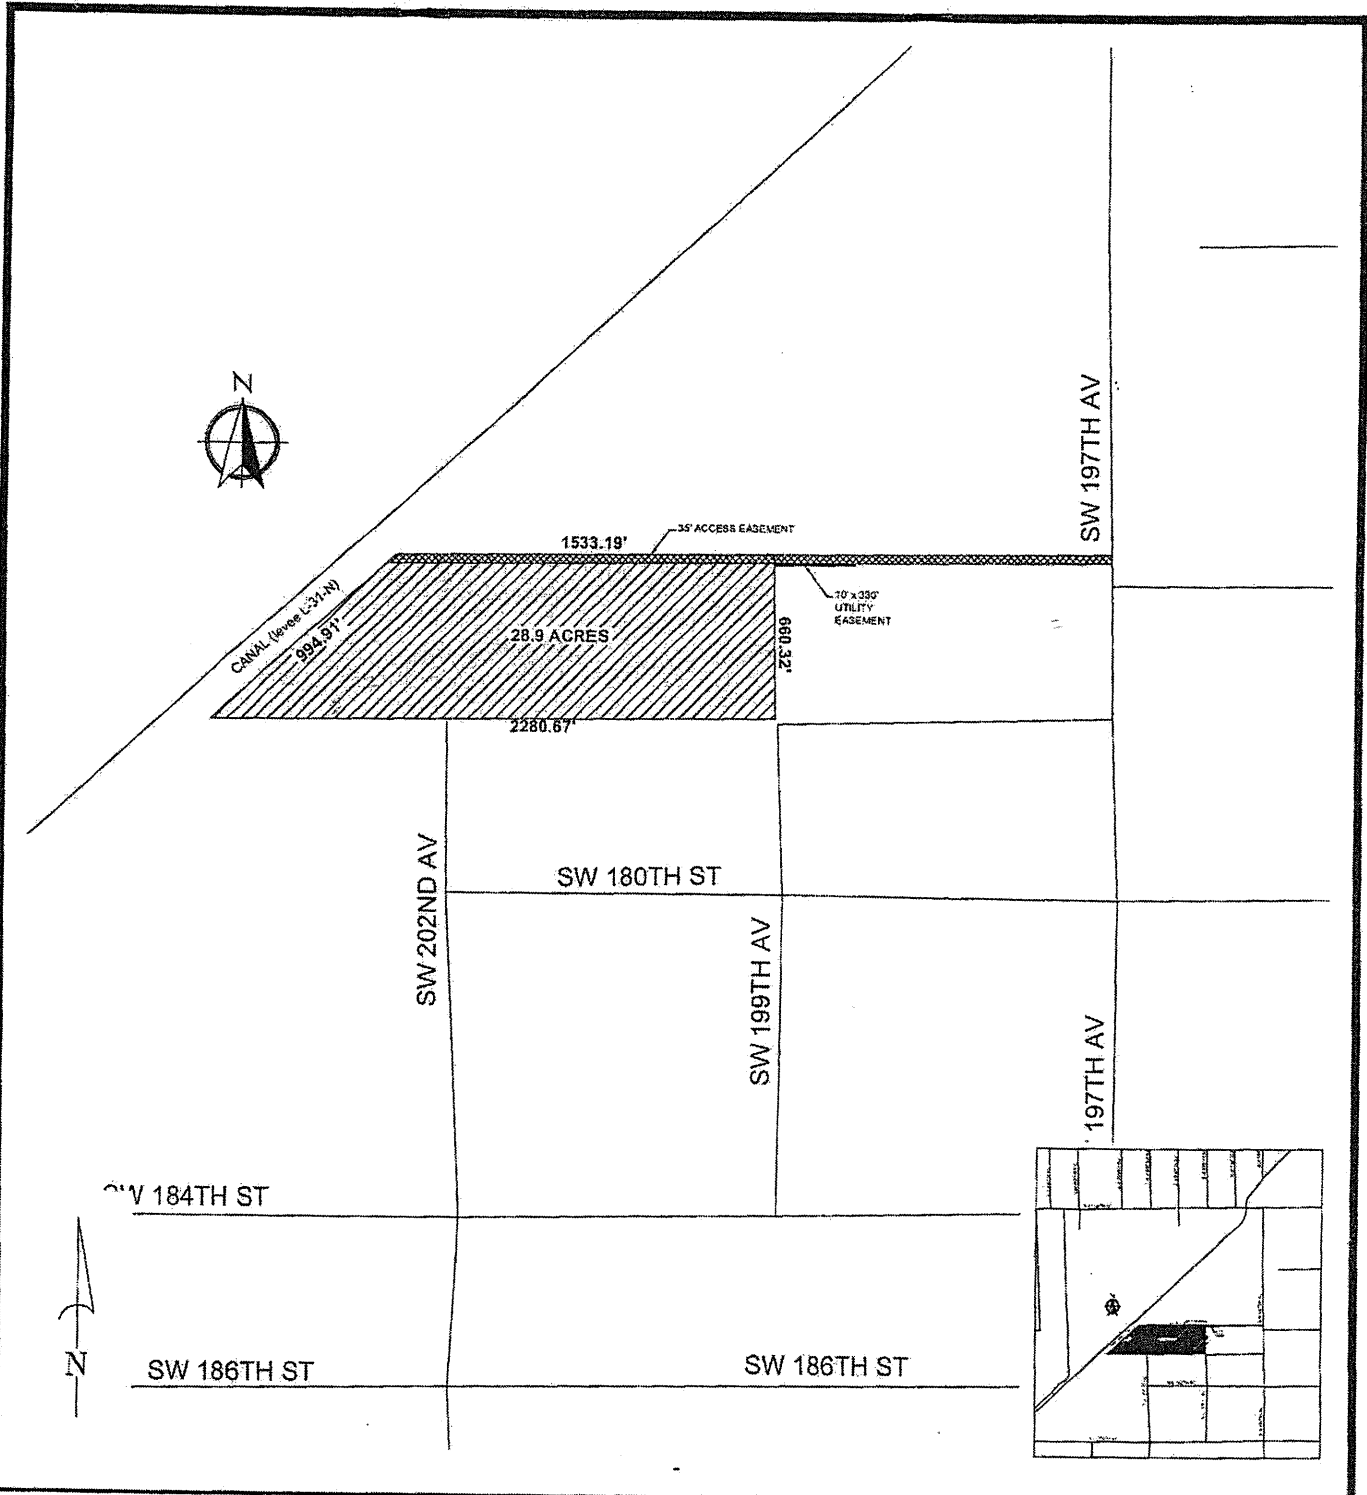 N
SW 197TH AV
35' ACCESS EASEMENT
1533.19'
10' x 330'
UTILITY
EASEMENT
CANAL (levee L-31-N)
994.91'
28.9 ACRES
660.32'
2280.67'
SW 202ND AV
SW 180TH ST
SW 199TH AV
197TH AV
SW 184TH ST
N
SW 186TH ST
SW 186TH ST